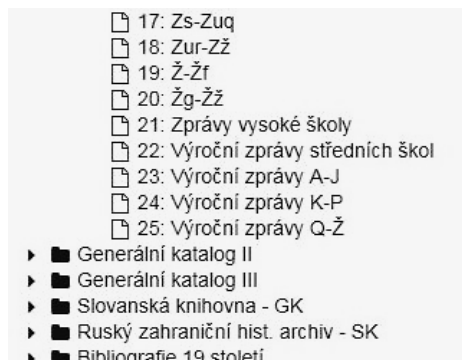 17: Zs-Zuq
18: Zur-Zž
19: Ž-Žf
20: Žg-Žž
21: Zprávy vysoké školy
22: Výroční zprávy středních škol
23: Výroční zprávy A-J
24: Výroční zprávy K-P
25: Výroční zprávy Q-Ž
Generální katalog II
Generální katalog III
Slovanská knihovna - GK
Ruský zahraniční hist. archiv - SK
Bibliografie 19.století